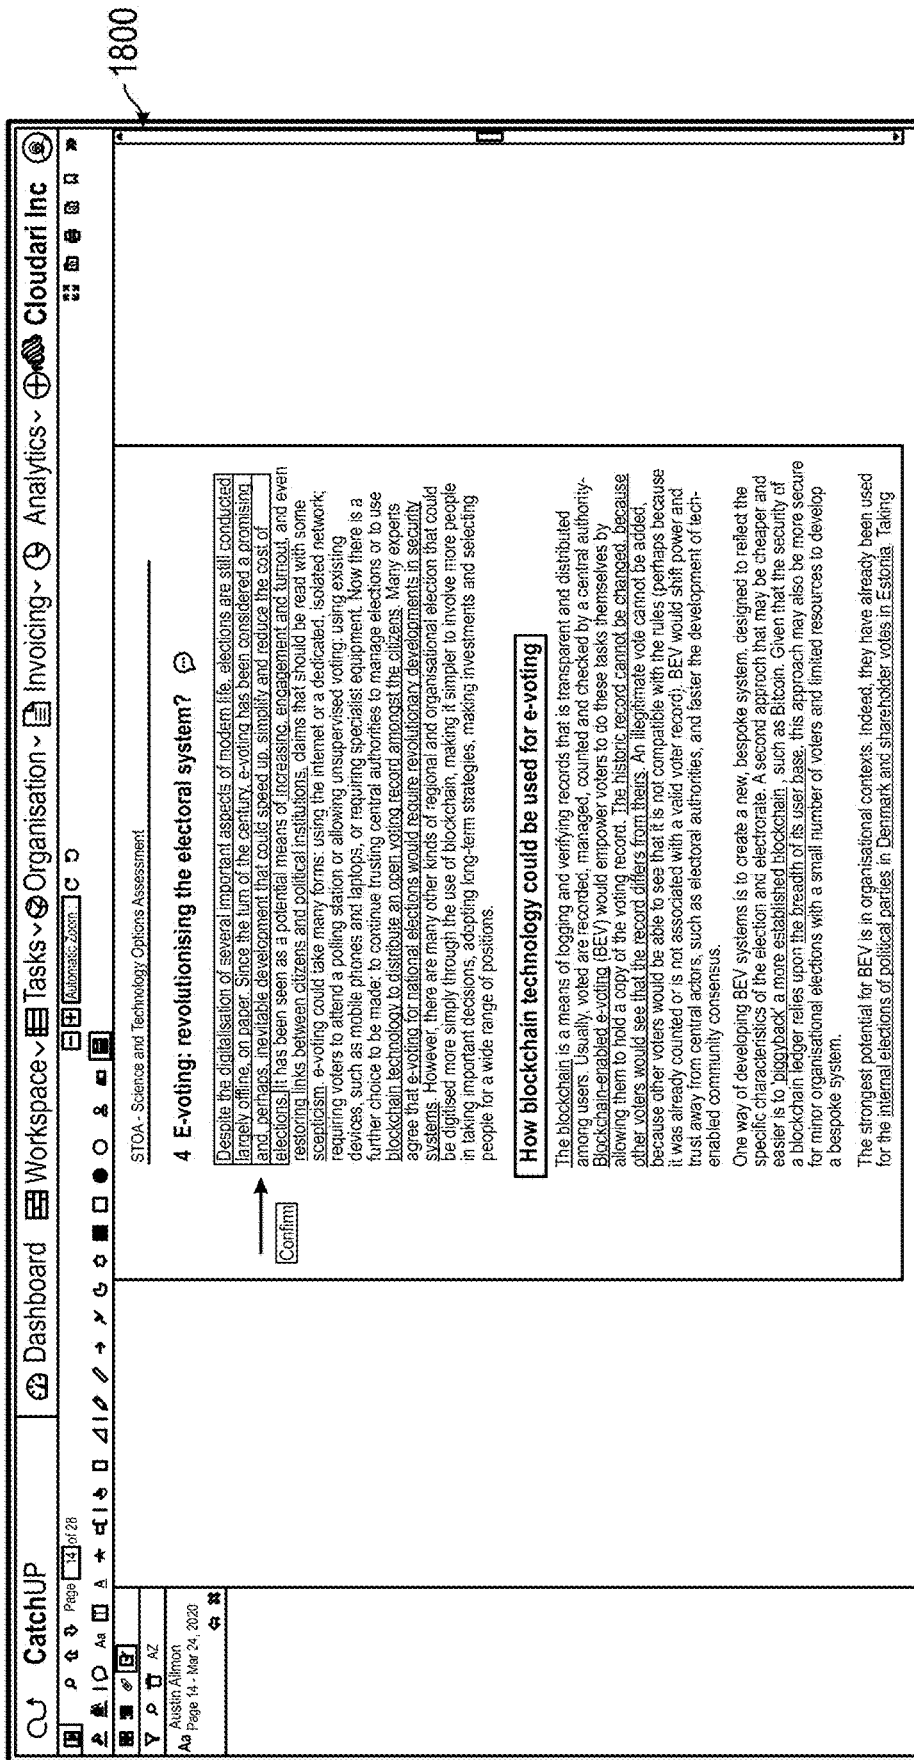 1800
CatchUP
Dashboard Workspace Tasks Organisation Invoicing Analytics Cloudari Inc
Page 14 of 28
Automatic Zoom
Aa A
AZ
Austin Allmon
Aa Page 14 - Mar 24, 2020
STOA - Science and Technology Options Assessment
4 E-voting: revolutionising the electoral system?
Despite the digitalisation of several important aspects of modern life, elections are still conducted
largely offline, on paper. Since the turn of the century, e-voting has been considered a promising
and, perhaps, inevitable development that could speed up, simplify and reduce the cost of
elections. It has been seen as a potential means of increasing, engagement and turnout, and even
restoring links between citizens and political institutions, claims that should be read with some
scepticism. e-voting could take many forms: using the internet or a dedicated, isolated network;
requiring voters to attend a polling station or allowing unsupervised voting; using existing
devices, such as mobile phones and laptops, or requiring specialist equipment. Now there is a
further choice to be made: to continue trusting central authorities to manage elections or to use
blockchain technology to distribute an open voting record amongst the citizens. Many experts
agree that e-voting for national elections would require revolutionary developments in security
systems. However, there are many other kinds of regional and organisational election that could
be digitised more simply through the use of blockchain, making it simpler to involve more people
in taking important decisions, adapting long-term strategies, making investments and selecting
people for a wide range of positions.
Confirm
How blockchain technology could be used for e-voting
The blockchain is a means of logging and verifying records that is transparent and distributed
among users. Usually, voted are recorded, managed, counted and checked by a central authority-
Blockchain-enabled e-voting (BEV) would empower voters to do these tasks themselves by
allowing them to hold a copy of the voting record. The historic record cannot be changed, because
other voters would see that the record differs from theirs. An illegitimate vote cannot be added,
because other voters would be able to see that it is not compatible with the rules (perhaps because
it was already counted or is not associated with a valid voter record). BEV would shift power and
trust away from central actors, such as electoral authorities, and faster the development of tech-
enabled community consensus.
One way of developing BEV systems is to create a new, bespoke system, designed to reflect the
specific characteristics of the election and electrorate. A second approch that may be cheaper and
easier is to 'piggyback' a more established blockchain , such as Bitcoin. Given that the security of
a blockchain ledger relies upon the breadth of its user base, this approach may also be more secure
for minor organisational elections with a small number of voters and limited resources to develop
a bespoke system.
The strongest potential for BEV is in organisational contexts. Indeed, they have already been used
for the internal elections of political parties in Denmark and shareholder votes in Estonia. Taking